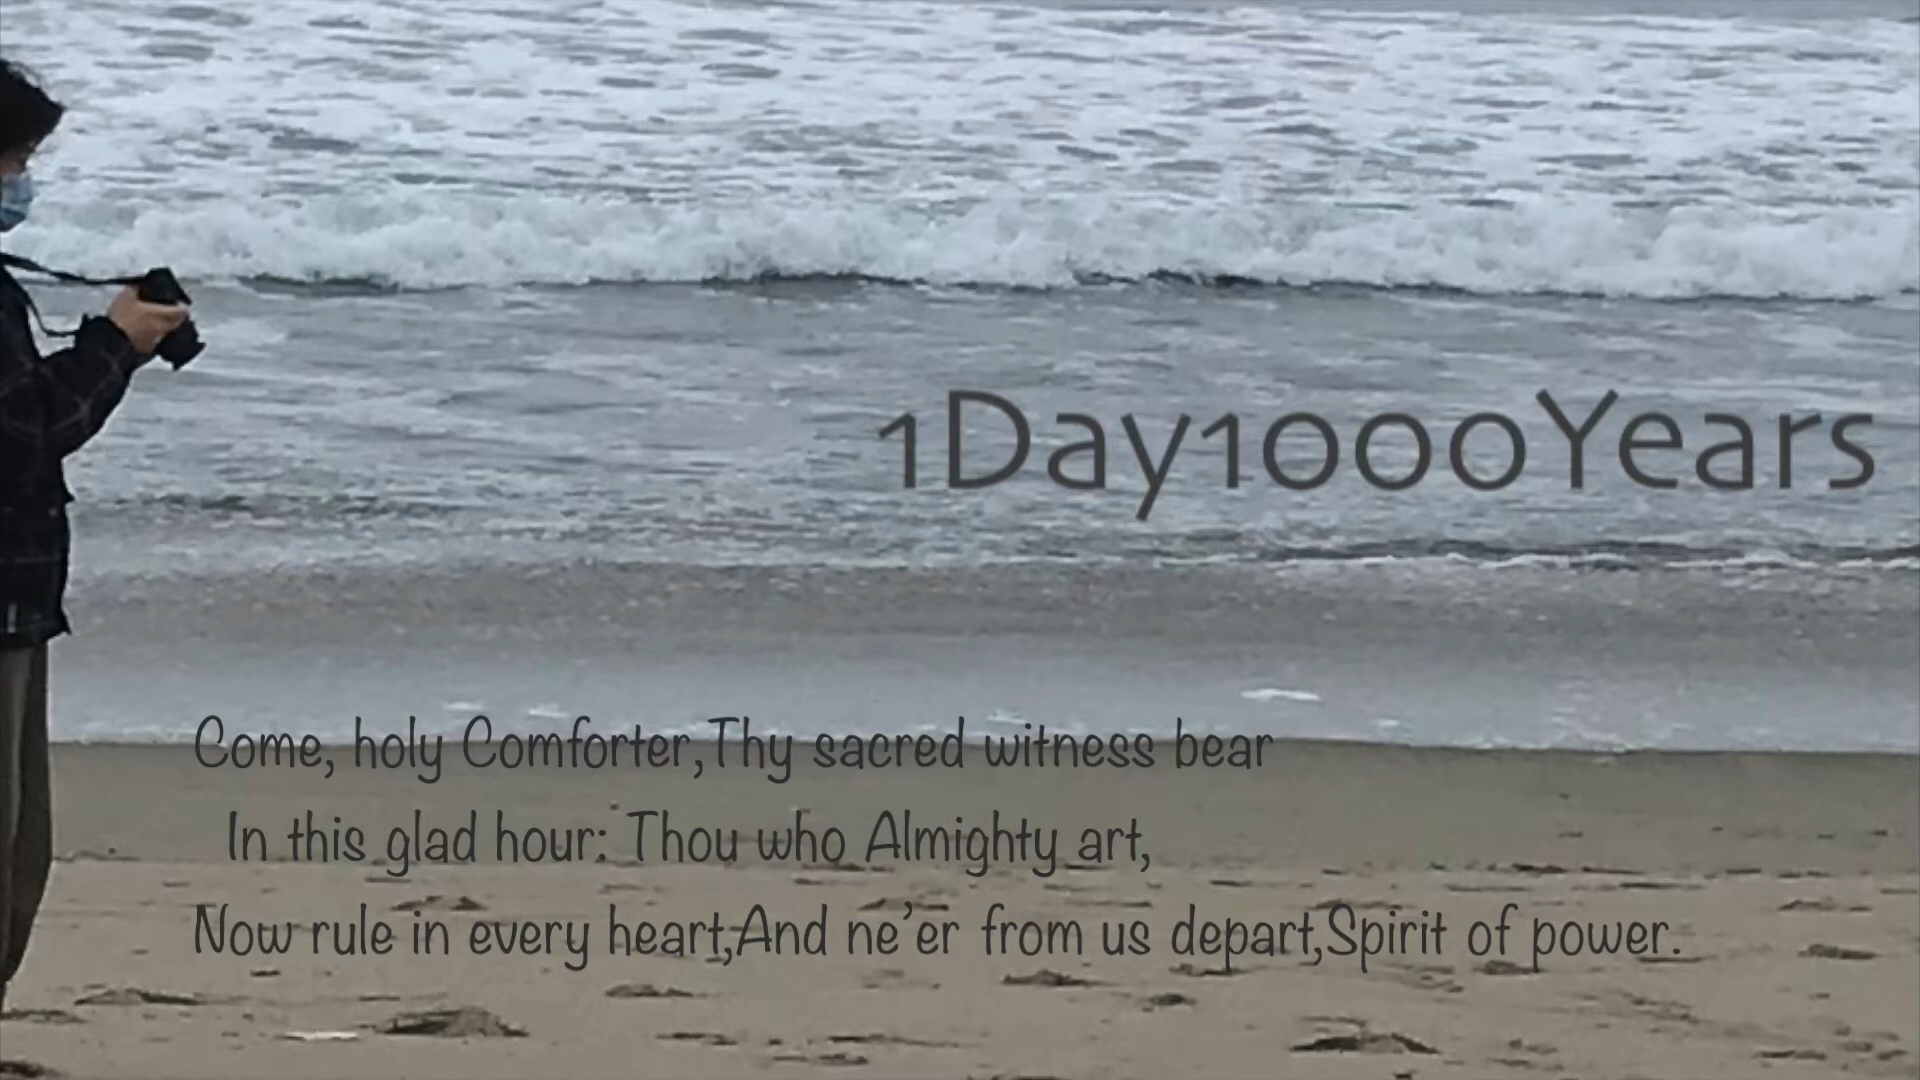 1Day1000Years
Come, holy Comforter,Thy sacred witness bear
In this glad hour: Thou who Almighty art,
Now rule in every heart,And ne’er from us depart,Spirit of power.